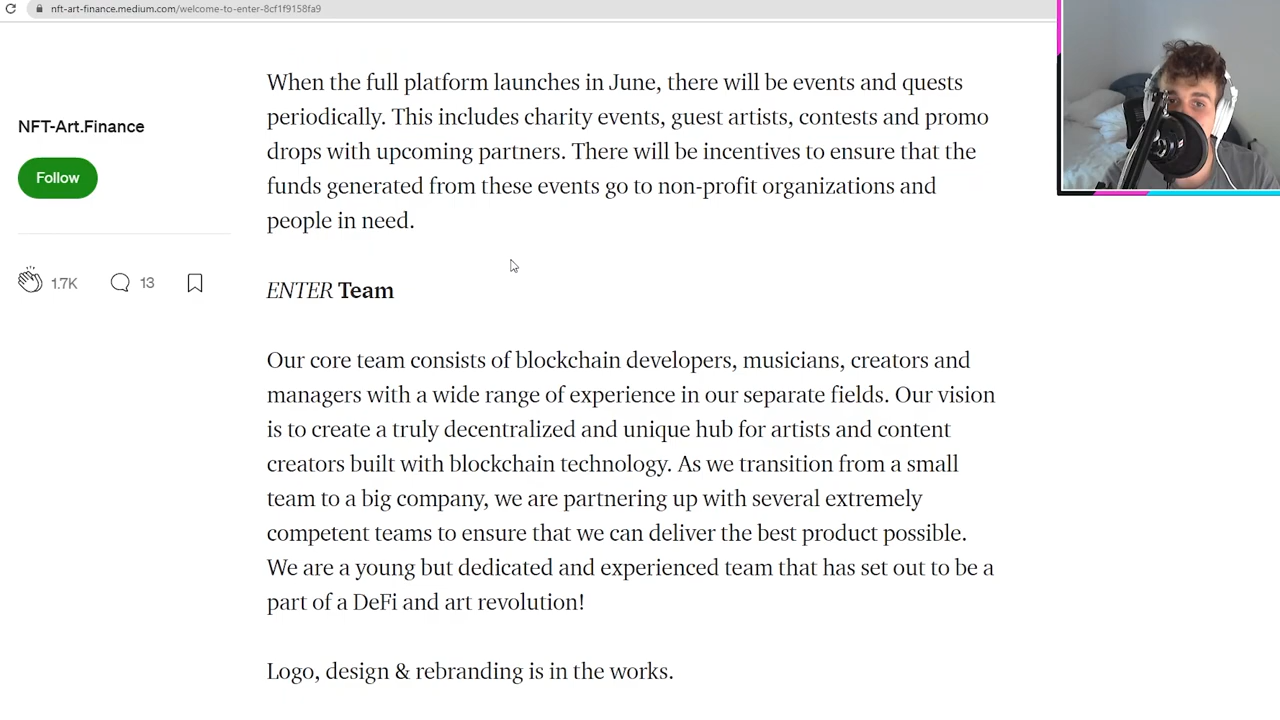 nft-art-finance.medium.com/welcome-to-enter-8cf1f9158fa9
When the full platform launches in June, there will be events and quests
periodically. This includes charity events, guest artists, contests and promo
drops with upcoming partners. There will be incentives to ensure that the
funds generated from these events go to non-profit organizations and
people in need.
NFT-Art.Finance
Follow
1.7K 13
ENTER Team
Our core team consists of blockchain developers, musicians, creators and
managers with a wide range of experience in our separate fields. Our vision
is to create a truly decentralized and unique hub for artists and content
creators built with blockchain technology. As we transition from a small
team to a big company, we are partnering up with several extremely
competent teams to ensure that we can deliver the best product possible.
We are a young but dedicated and experienced team that has set out to be a
part of a DeFi and art revolution!
Logo, design & rebranding is in the works.